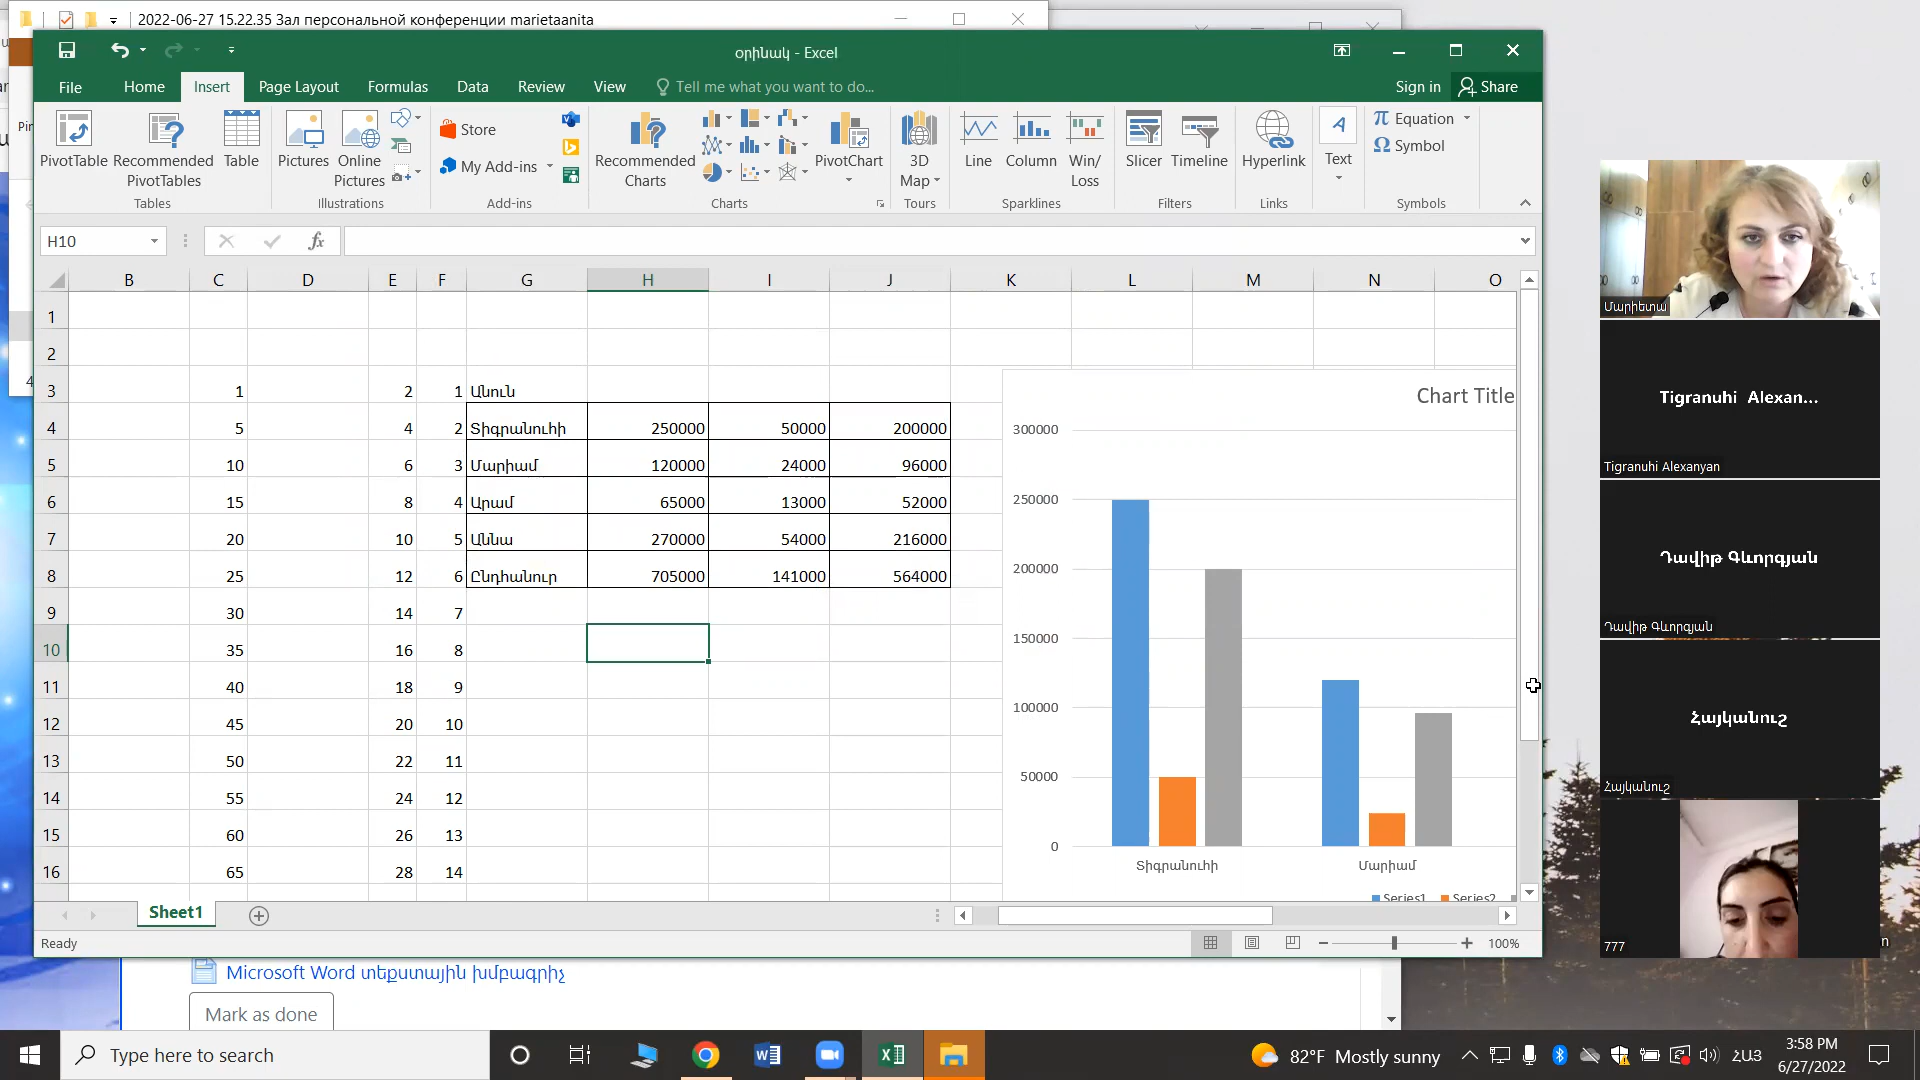 2022-06-27 15.22.35 Зал персональной конференции marietaanita
օրինակ - Excel
File Home Insert Page Layout Formulas Data Review View Tell me what you want to do... Sign in Share
PivotTable Recommended PivotTables Table
Pictures Online Pictures
Store
My Add-ins
Recommended Charts
PivotChart
3D Map
Line Column Win/Loss
Slicer Timeline
Hyperlink
Text
Equation
Symbol
Tables Illustrations Add-ins Charts Tours Sparklines Filters Links Symbols
H10
fx
B C D E F G H I J K L M N O
1
2
3 1 2 1 Անուն
4 5 4 2 Տիգրանուհի 250000 50000 200000
5 10 6 3 Մարիամ 120000 24000 96000
6 15 8 4 Արամ 65000 13000 52000
7 20 10 5 Աննա 270000 54000 216000
8 25 12 6 Ընդհանուր 705000 141000 564000
9 30 14 7
10 35 16 8
11 40 18 9
12 45 20 10
13 50 22 11
14 55 24 12
15 60 26 13
16 65 28 14
Chart Title
300000
250000
200000
150000
100000
50000
0
Տիգրանուհի Մարիամ
Series1 Series2
Sheet1
Ready
100%
Microsoft Word տեքստային խմբագրիչ
Mark as done
Մարիետա
Tigranuhi Alexan...
Tigranuhi Alexanyan
Դավիթ Գևորգյան
Դավիթ Գևորգյան
Հայկանուշ
Հայկանուշ
777
Type here to search
82°F Mostly sunny
ՀԱՅ
3:58 PM
6/27/2022